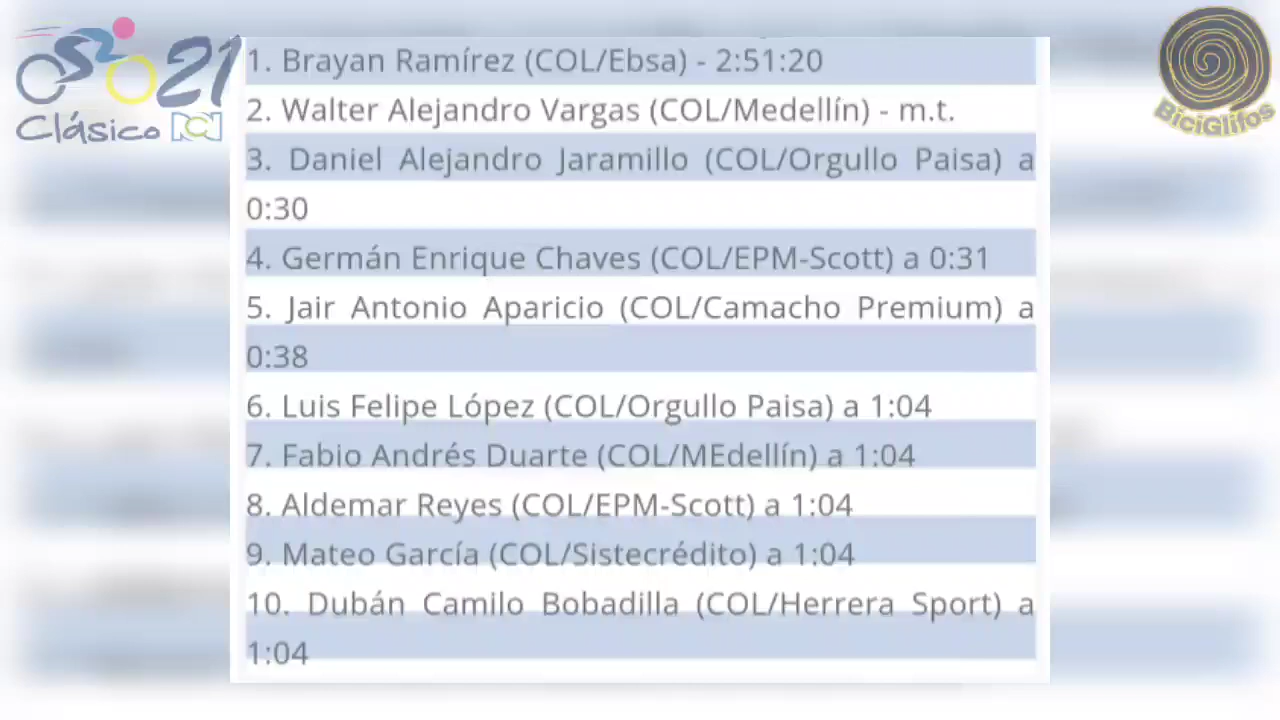 2021
Clásico RCN
BiciGlifos
1. Brayan Ramírez (COL/Ebsa) - 2:51:20
2. Walter Alejandro Vargas (COL/Medellín) - m.t.
3. Daniel Alejandro Jaramillo (COL/Orgullo Paisa) a
0:30
4. Germán Enrique Chaves (COL/EPM-Scott) a 0:31
5. Jair Antonio Aparicio (COL/Camacho Premium) a
0:38
6. Luis Felipe López (COL/Orgullo Paisa) a 1:04
7. Fabio Andrés Duarte (COL/MEdellín) a 1:04
8. Aldemar Reyes (COL/EPM-Scott) a 1:04
9. Mateo García (COL/Sistecrédito) a 1:04
10. Dubán Camilo Bobadilla (COL/Herrera Sport) a
1:04